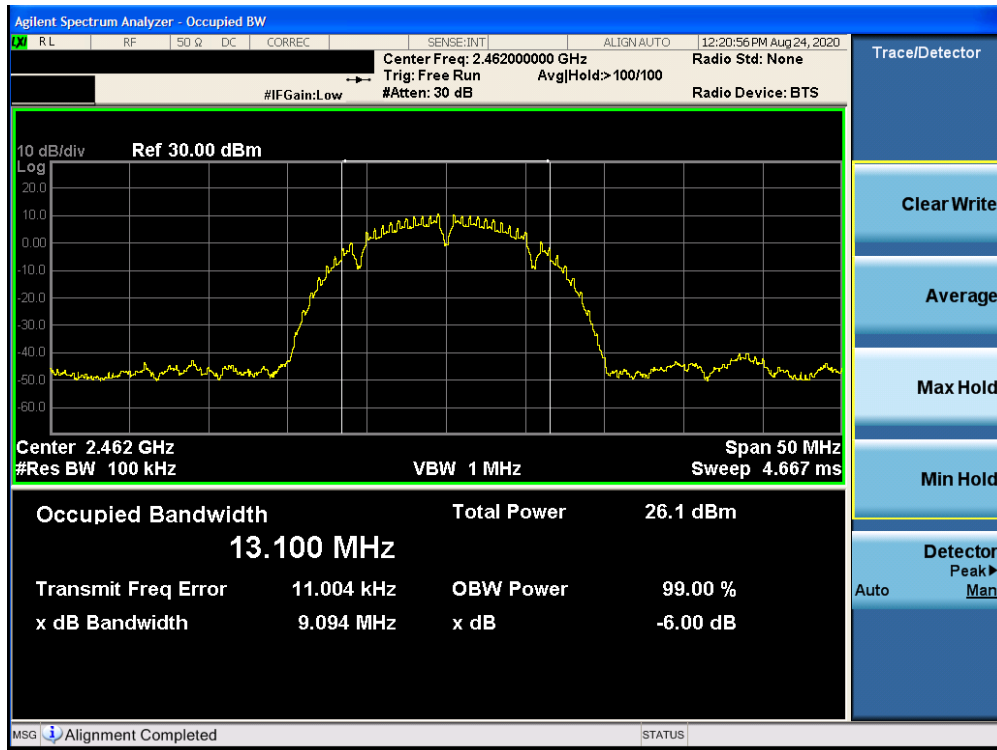 Agilent Spectrum Analyzer - Occupied BW
LXI RL RF 50 Ω DC CORREC SENSE:INT ALIGN AUTO 12:20:56 PM Aug 24, 2020
Center Freq: 2.462000000 GHz Radio Std: None
Trig: Free Run Avg|Hold:>100/100
#IFGain:Low #Atten: 30 dB Radio Device: BTS
10 dB/div Ref 30.00 dBm
Log
20.0
10.0
0.00
-10.0
-20.0
-30.0
-40.0
-50.0
-60.0
Center 2.462 GHz Span 50 MHz
#Res BW 100 kHz VBW 1 MHz Sweep 4.667 ms
Occupied Bandwidth Total Power 26.1 dBm
13.100 MHz
Transmit Freq Error 11.004 kHz OBW Power 99.00 %
x dB Bandwidth 9.094 MHz x dB -6.00 dB
MSG Alignment Completed STATUS
Trace/Detector
Clear Write
Average
Max Hold
Min Hold
Detector
Peak
Auto Man